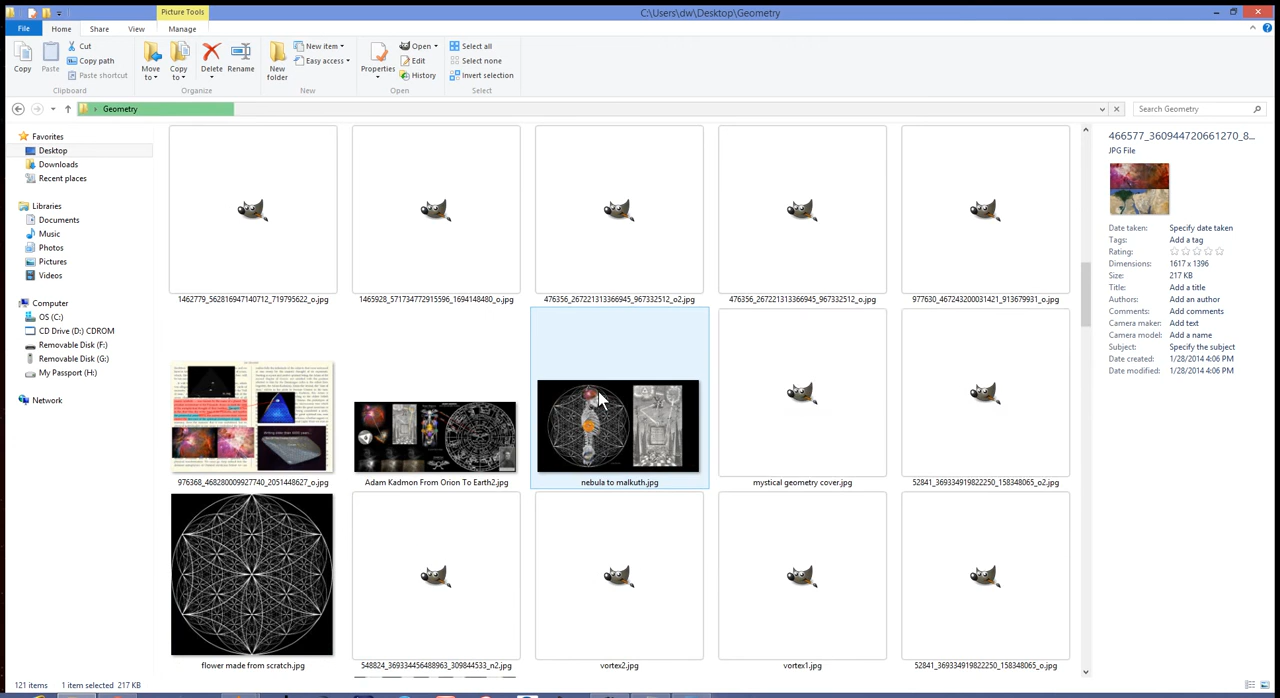 Picture Tools
C:\Users\dw\Desktop\Geometry
File Home Share View Manage
Copy
Paste
Cut
Copy path
Paste shortcut
Clipboard
Move to
Copy to
Delete
Rename
Organize
New folder
New item
Easy access
New
Properties
Open
Edit
History
Open
Select all
Select none
Invert selection
Select
Geometry
Search Geometry
Favorites
Desktop
Downloads
Recent places
Libraries
Documents
Music
Photos
Pictures
Videos
Computer
OS (C:)
CD Drive (D:) CDROM
Removable Disk (F:)
Removable Disk (G:)
My Passport (H:)
Network
1462779_562816947140712_719795622_o.jpg
1465928_571734772915596_1694148480_o.jpg
476356_267221313366945_967332512_o2.jpg
476356_267221313366945_967332512_o.jpg
977630_467243200031421_913679931_o.jpg
976368_468280009927740_2051448627_o.jpg
Adam Kadmon From Orion To Earth2.jpg
nebula to malkuth.jpg
mystical geometry cover.jpg
52841_369334919822250_158348065_o2.jpg
flower made from scratch.jpg
548824_369334456488963_309844533_n2.jpg
vortex2.jpg
vortex1.jpg
52841_369334919822250_158348065_o.jpg
466577_360944720661270_8...
JPG File
Date taken: Specify date taken
Tags: Add a tag
Rating:
Dimensions: 1617 x 1396
Size: 217 KB
Title: Add a title
Authors: Add an author
Comments: Add comments
Camera maker: Add text
Camera model: Add a name
Subject: Specify the subject
Date created: 1/28/2014 4:06 PM
Date modified: 1/28/2014 4:06 PM
121 items 1 item selected 217 KB